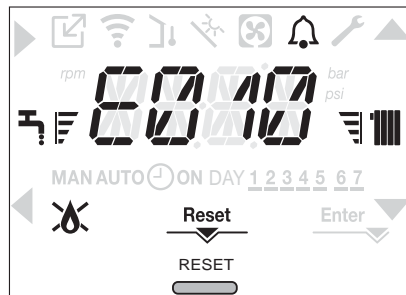 rpm
bar
psi
E010
MAN AUTO ON DAY 1 2 3 4 5 6 7
Reset
Enter
RESET